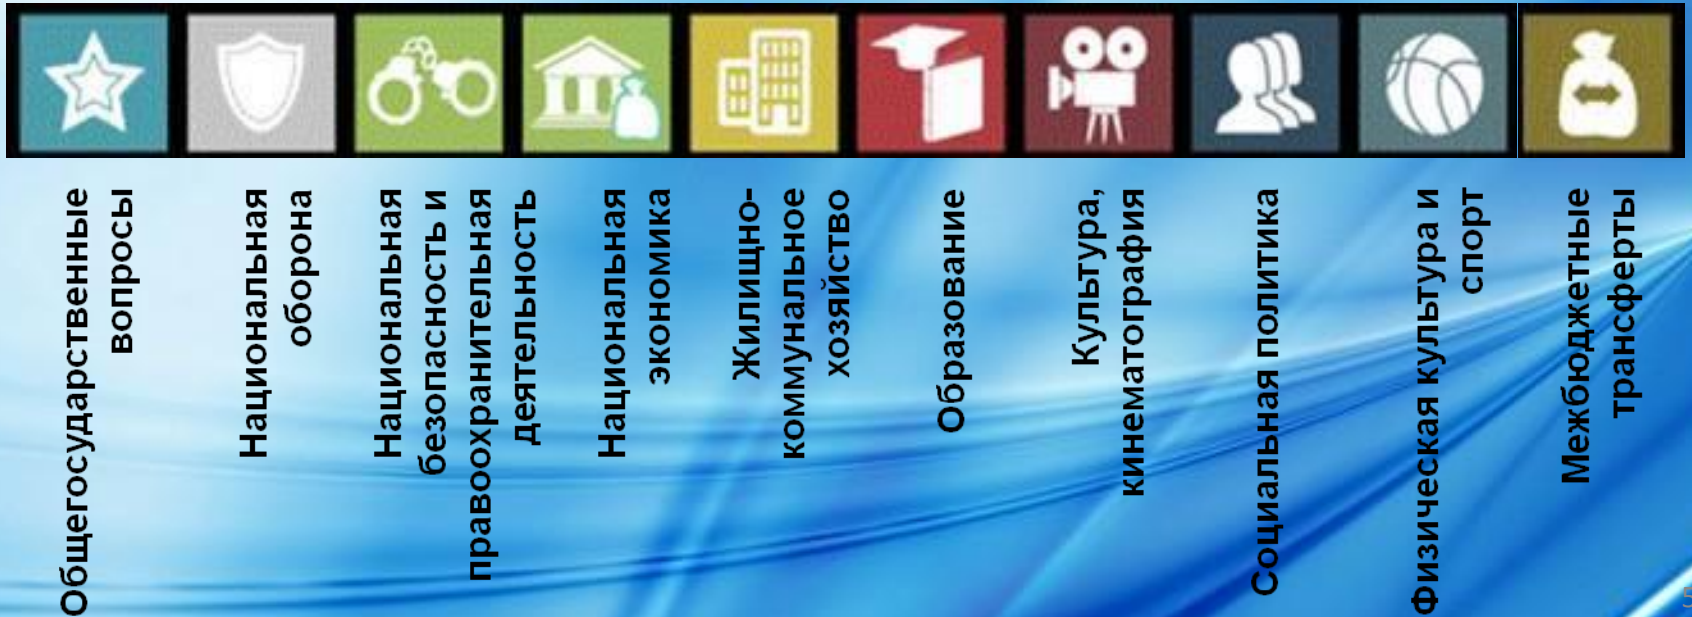 Общегосударственные
вопросы
Национальная
оборона
Национальная
безопасность и
правоохранительная
деятельность
Национальная
экономика
Жилищно-
коммунальное
хозяйство
Образование
Культура,
кинематография
Социальная политика
Физическая культура и
спорт
Межбюджетные
трансферты